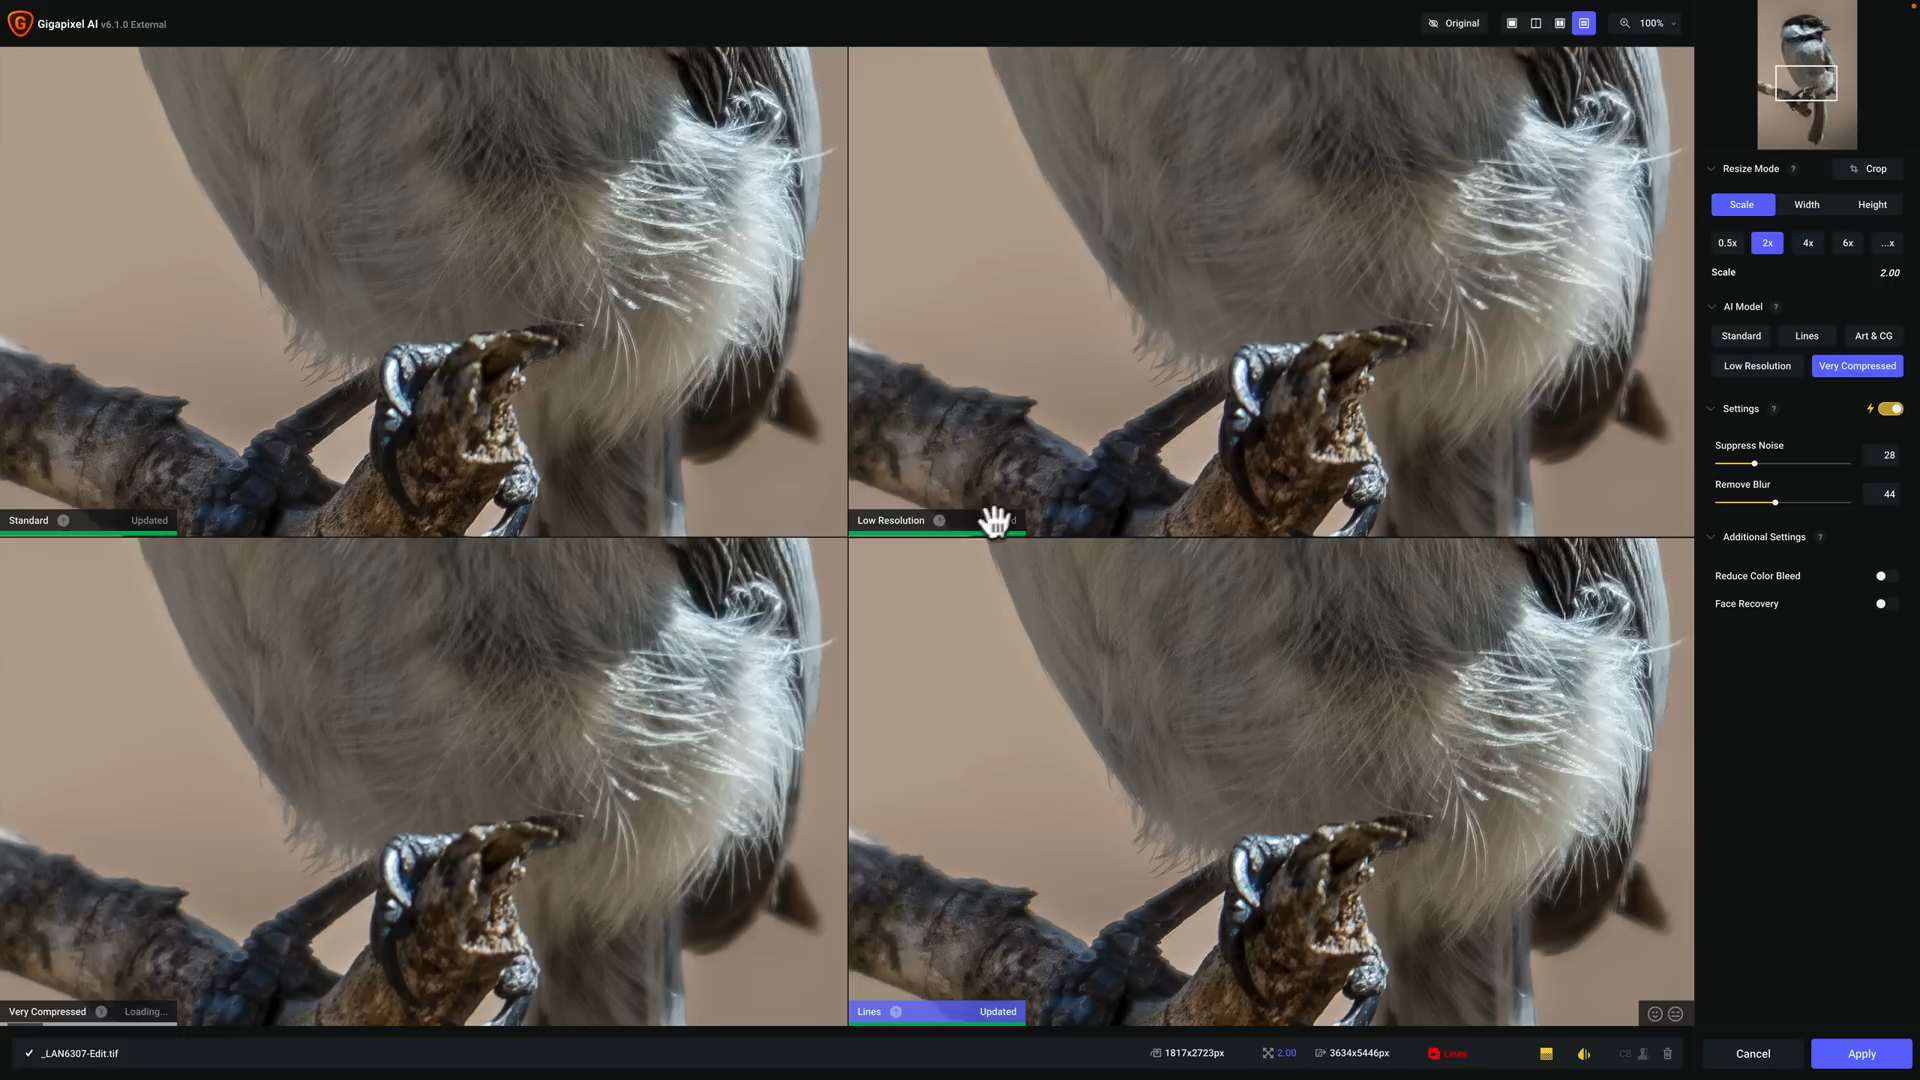 Gigapixel AI v6.1.0 External
Original
100%
Resize Mode ?
Crop
Scale Width Height
0.5x 2x 4x 6x ...x
Scale 2.00
AI Model ?
Standard Lines Art & CG
Low Resolution Very Compressed
Settings ?
Suppress Noise
28
Remove Blur
44
Additional Settings ?
Reduce Color Bleed
Face Recovery
Standard ? Updated
Low Resolution ? d
Very Compressed ? Loading...
Lines ? Updated
_LAN6307-Edit.tif
1817x2723px 2.00 3634x5446px Lines CB
Cancel Apply